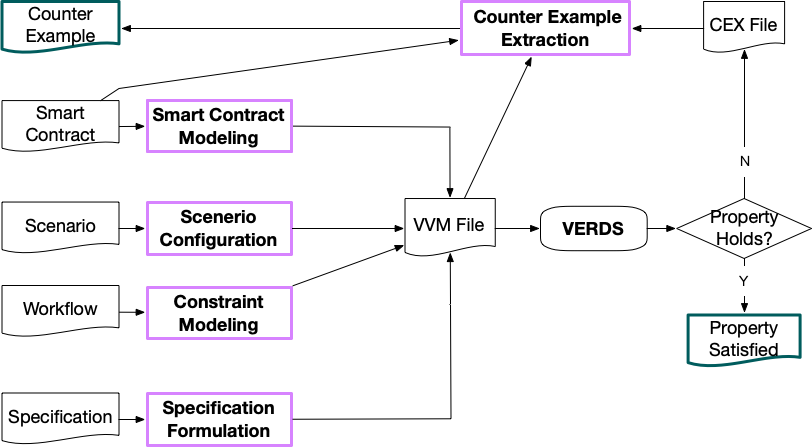 Counter
Example
Counter Example
Extraction
CEX File
Smart
Contract
Smart Contract
Modeling
N
Scenario
Scenerio
Configuration
VVM File
VERDS
Property
Holds?
Workflow
Constraint
Modeling
Y
Property
Satisfied
Specification
Specification
Formulation